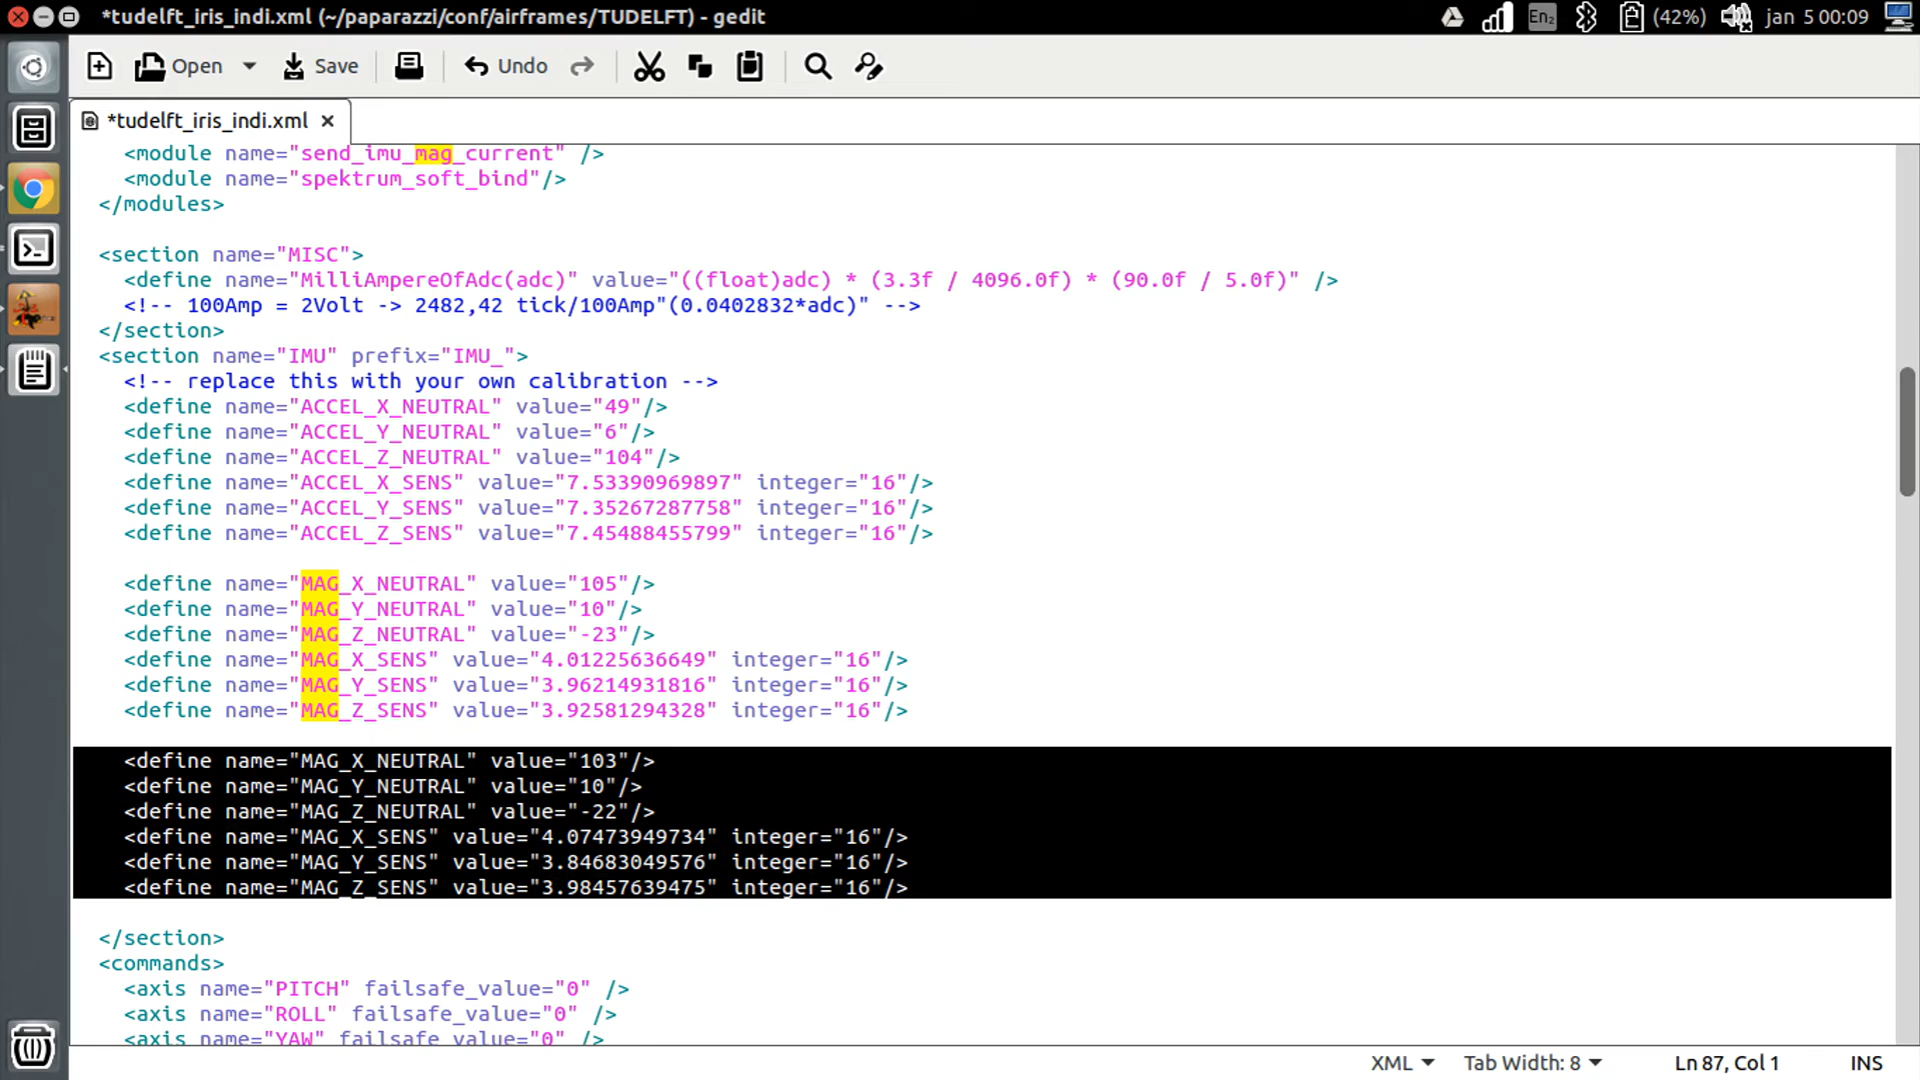 *tudelft_iris_indi.xml (~/paparazzi/conf/airframes/TUDELFT) - gedit
En2 (42%) jan 5 00:09
Open Save Undo
*tudelft_iris_indi.xml ×
<module name="send_imu_mag_current" />
<module name="spektrum_soft_bind"/>
</modules>
<section name="MISC">
<define name="MilliAmpereOfAdc(adc)" value="((float)adc) * (3.3f / 4096.0f) * (90.0f / 5.0f)" />
<!-- 100Amp = 2Volt -> 2482,42 tick/100Amp"(0.0402832*adc)" -->
</section>
<section name="IMU" prefix="IMU_">
<!-- replace this with your own calibration -->
<define name="ACCEL_X_NEUTRAL" value="49"/>
<define name="ACCEL_Y_NEUTRAL" value="6"/>
<define name="ACCEL_Z_NEUTRAL" value="104"/>
<define name="ACCEL_X_SENS" value="7.53390969897" integer="16"/>
<define name="ACCEL_Y_SENS" value="7.35267287758" integer="16"/>
<define name="ACCEL_Z_SENS" value="7.45488455799" integer="16"/>
<define name="MAG_X_NEUTRAL" value="105"/>
<define name="MAG_Y_NEUTRAL" value="10"/>
<define name="MAG_Z_NEUTRAL" value="-23"/>
<define name="MAG_X_SENS" value="4.01225636649" integer="16"/>
<define name="MAG_Y_SENS" value="3.96214931816" integer="16"/>
<define name="MAG_Z_SENS" value="3.92581294328" integer="16"/>
<define name="MAG_X_NEUTRAL" value="103"/>
<define name="MAG_Y_NEUTRAL" value="10"/>
<define name="MAG_Z_NEUTRAL" value="-22"/>
<define name="MAG_X_SENS" value="4.07473949734" integer="16"/>
<define name="MAG_Y_SENS" value="3.84683049576" integer="16"/>
<define name="MAG_Z_SENS" value="3.98457639475" integer="16"/>
</section>
<commands>
<axis name="PITCH" failsafe_value="0" />
<axis name="ROLL" failsafe_value="0" />
<axis name="YAW" failsafe_value="0" />
XML Tab Width: 8 Ln 87, Col 1 INS